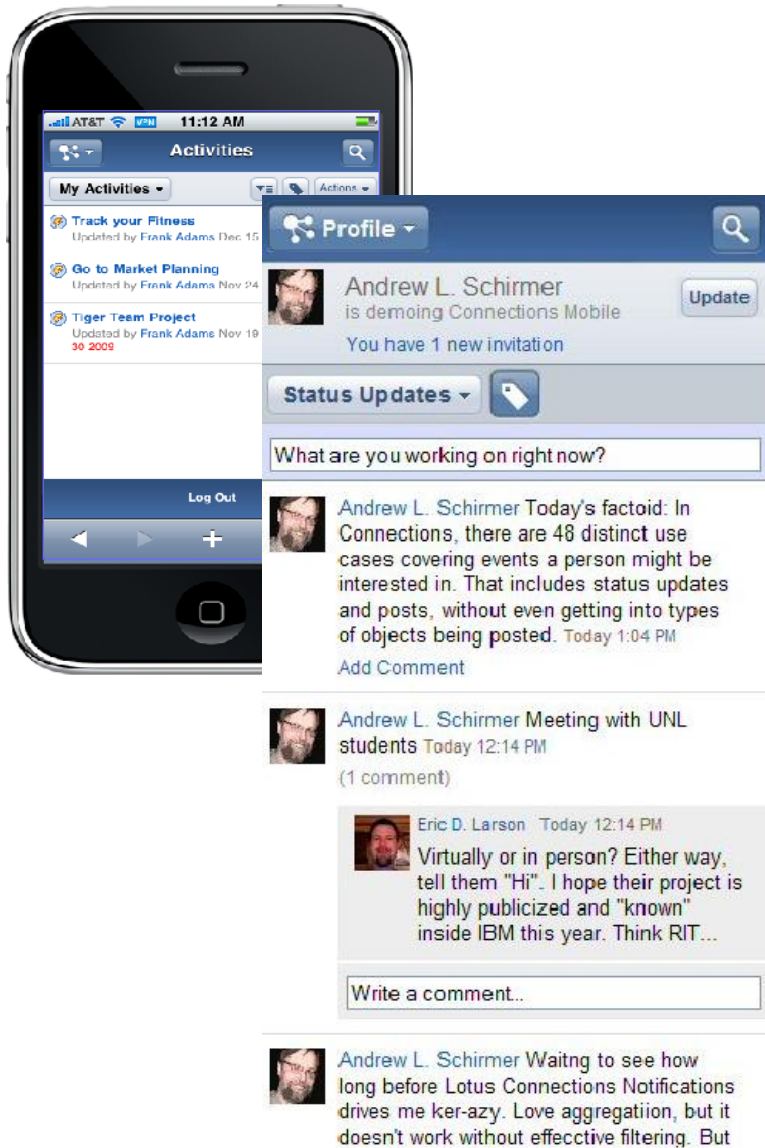 AT&T VPN 11:12 AM
Activities
My Activities
Actions
Track your Fitness
Updated by Frank Adams Dec 15
Go to Market Planning
Updated by Frank Adams Nov 24
Tiger Team Project
Updated by Frank Adams Nov 19
30 2009
Log Out
Profile
Andrew L. Schirmer
is demoing Connections Mobile
Update
You have 1 new invitation
Status Updates
What are you working on right now?
Andrew L. Schirmer Today's factoid: In
Connections, there are 48 distinct use
cases covering events a person might be
interested in. That includes status updates
and posts, without even getting into types
of objects being posted. Today 1:04 PM
Add Comment
Andrew L. Schirmer Meeting with UNL
students Today 12:14 PM
(1 comment)
Eric D. Larson Today 12:14 PM
Virtually or in person? Either way,
tell them "Hi". I hope their project is
highly publicized and "known"
inside IBM this year. Think RIT...
Write a comment...
Andrew L. Schirmer Waitng to see how
long before Lotus Connections Notifications
drives me ker-azy. Love aggregatiion, but it
doesn't work without effecctive filtering. But